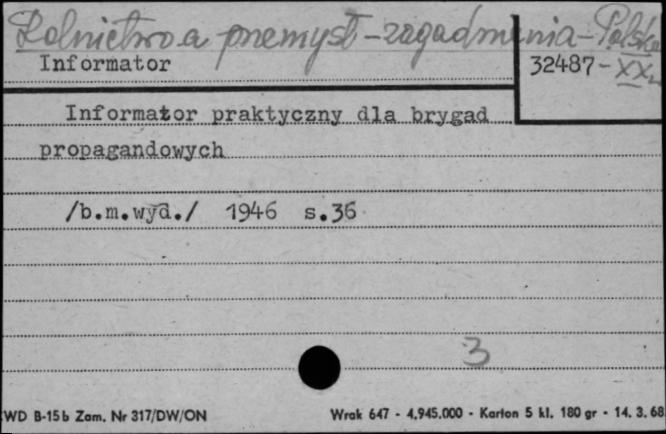 Rolnictwo a przemysł - zagadnienia - Polska XX w.
Informator
32487
Informator praktyczny dla brygad
propagandowych
/b.m.wyd./ 1946 s.36
3
WD B-15b Zam. Nr 317/DW/ON
Wrak 647 - 4.945.000 - Karton 5 kl. 180 gr - 14. 3. 68